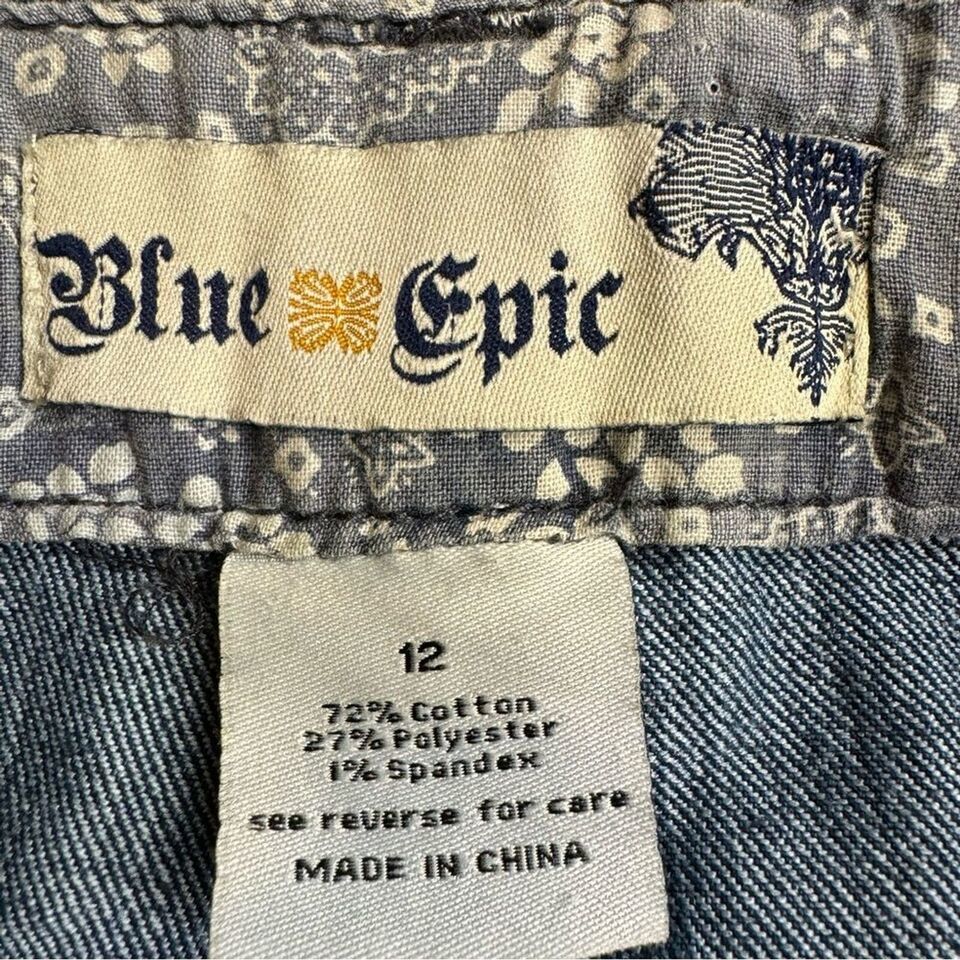 Blue Epic
12
72% Cotton
27% Polyester
1% Spandex
see reverse for care
MADE IN CHINA